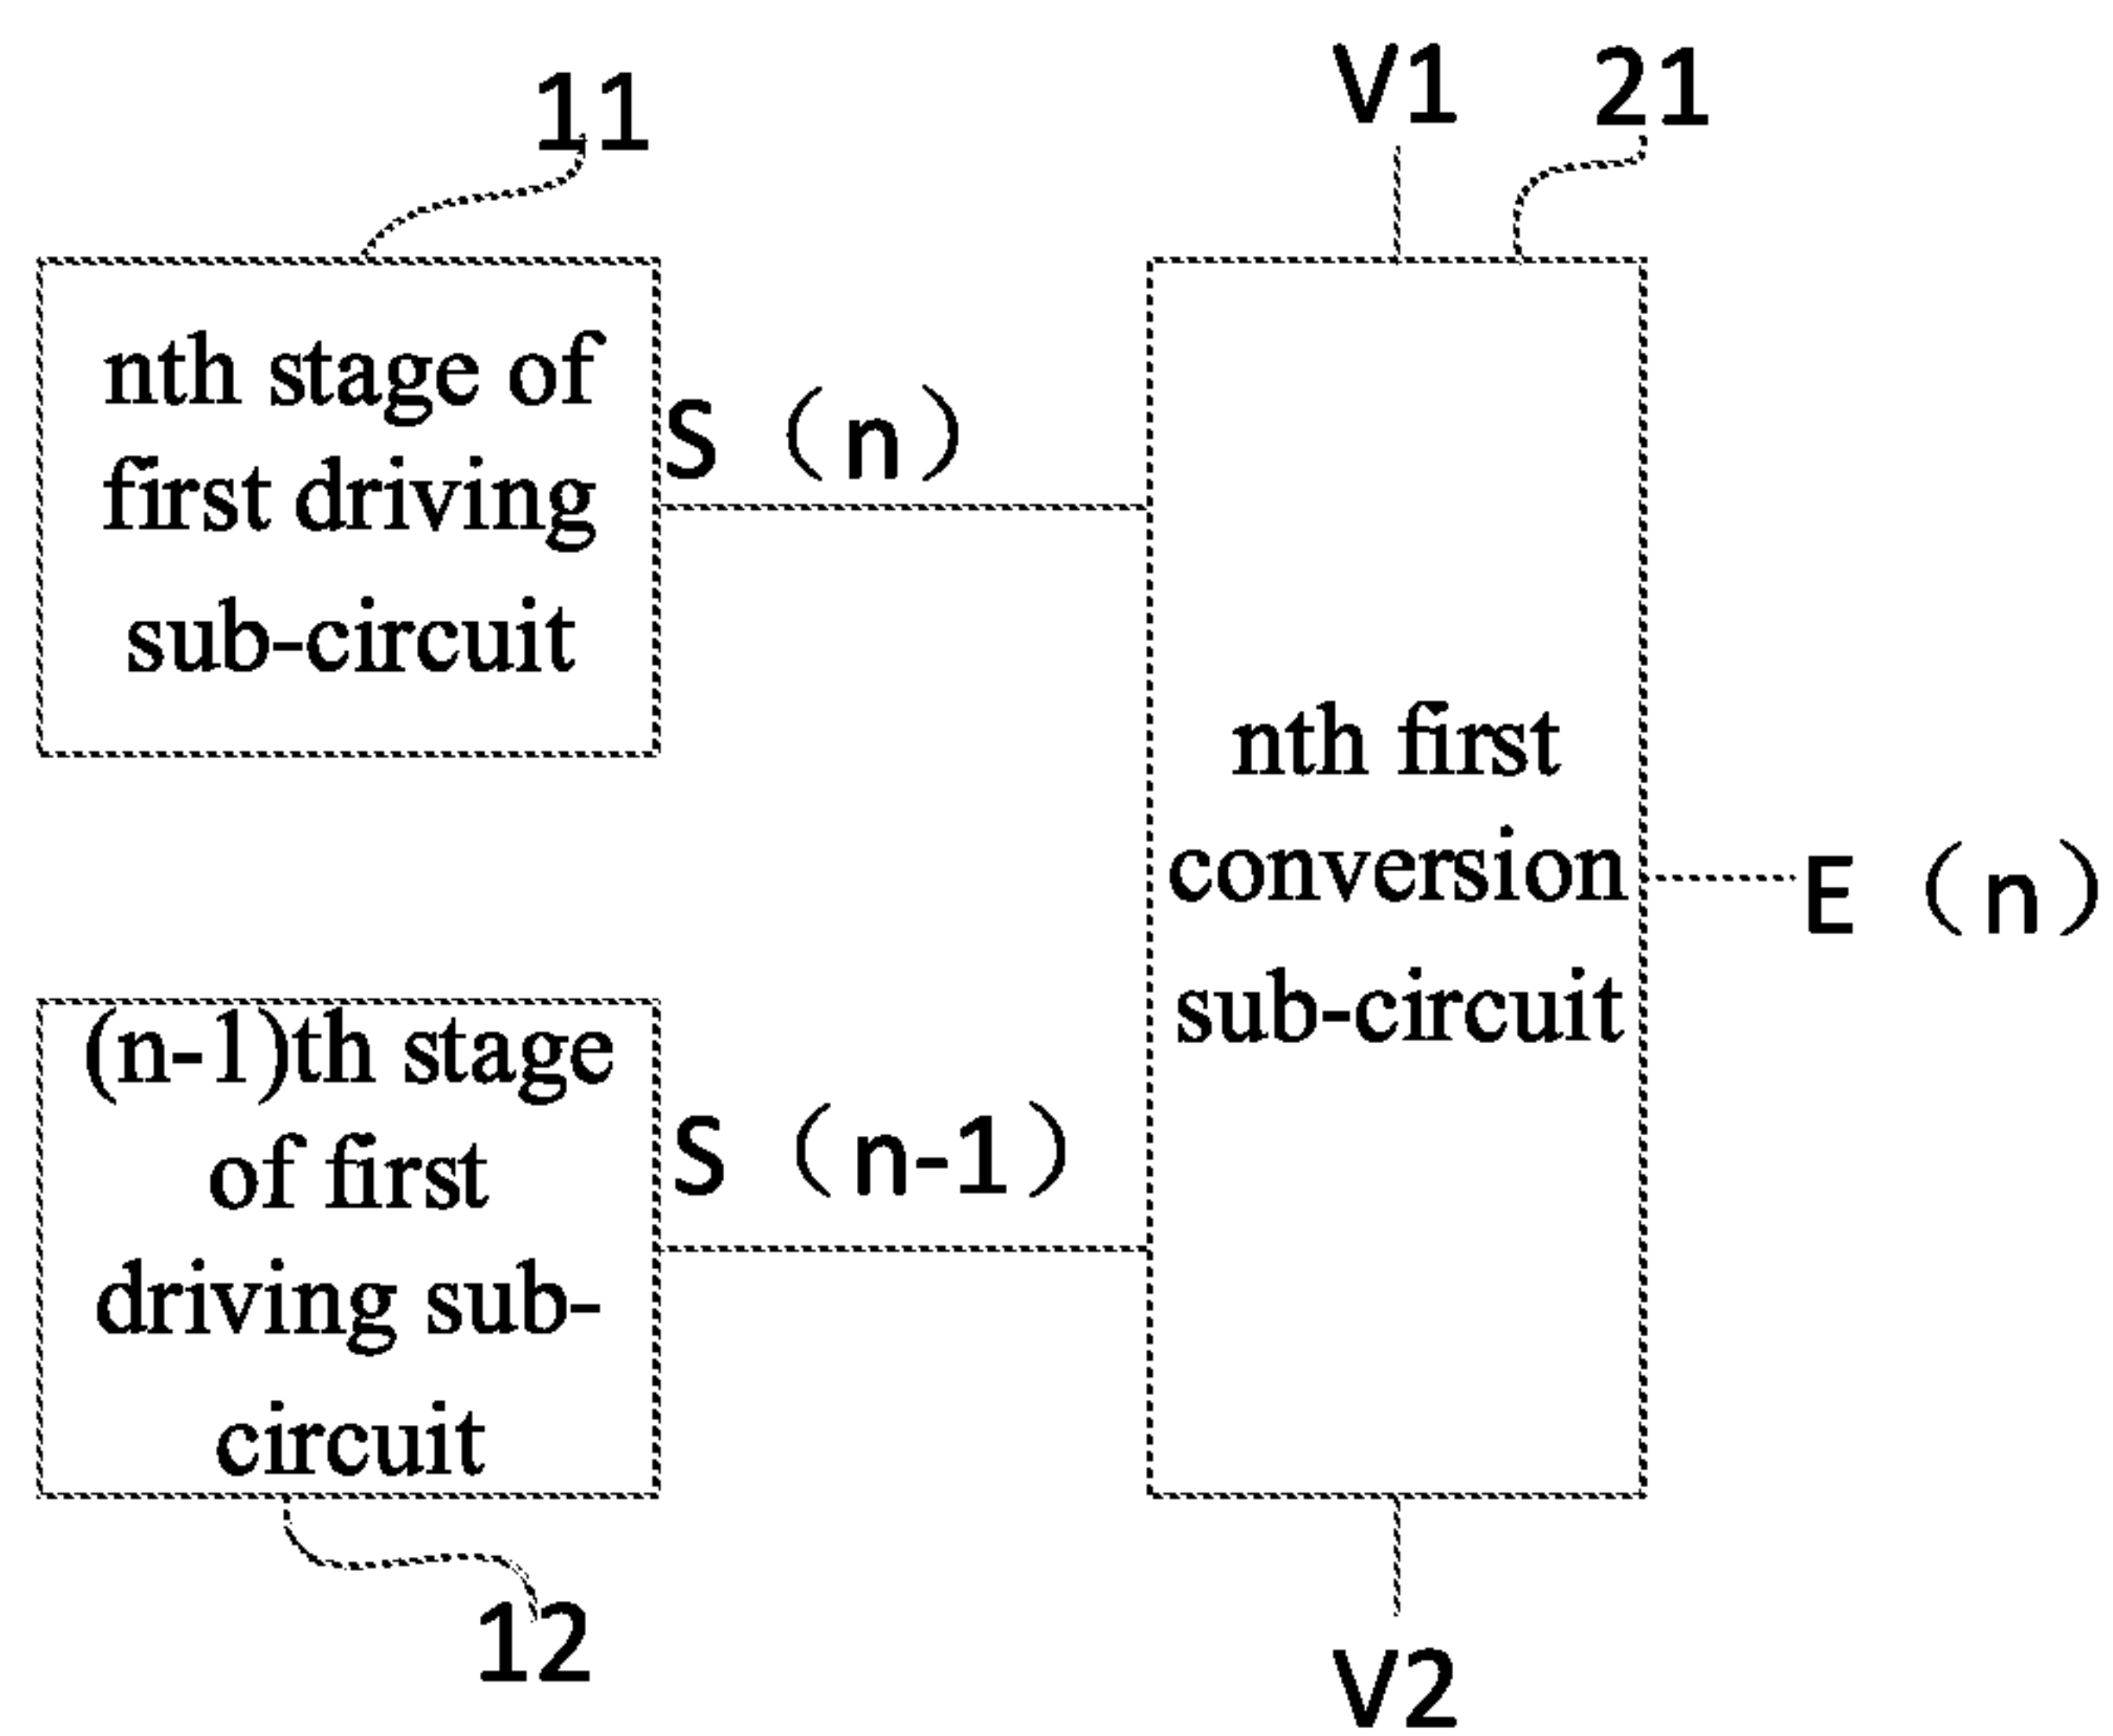 11
V1
21
nth stage of
first driving
sub-circuit
S （n）
nth first
conversion
sub-circuit
E （n）
(n-1)th stage
of first
driving sub-
circuit
S （n-1）
12
V2